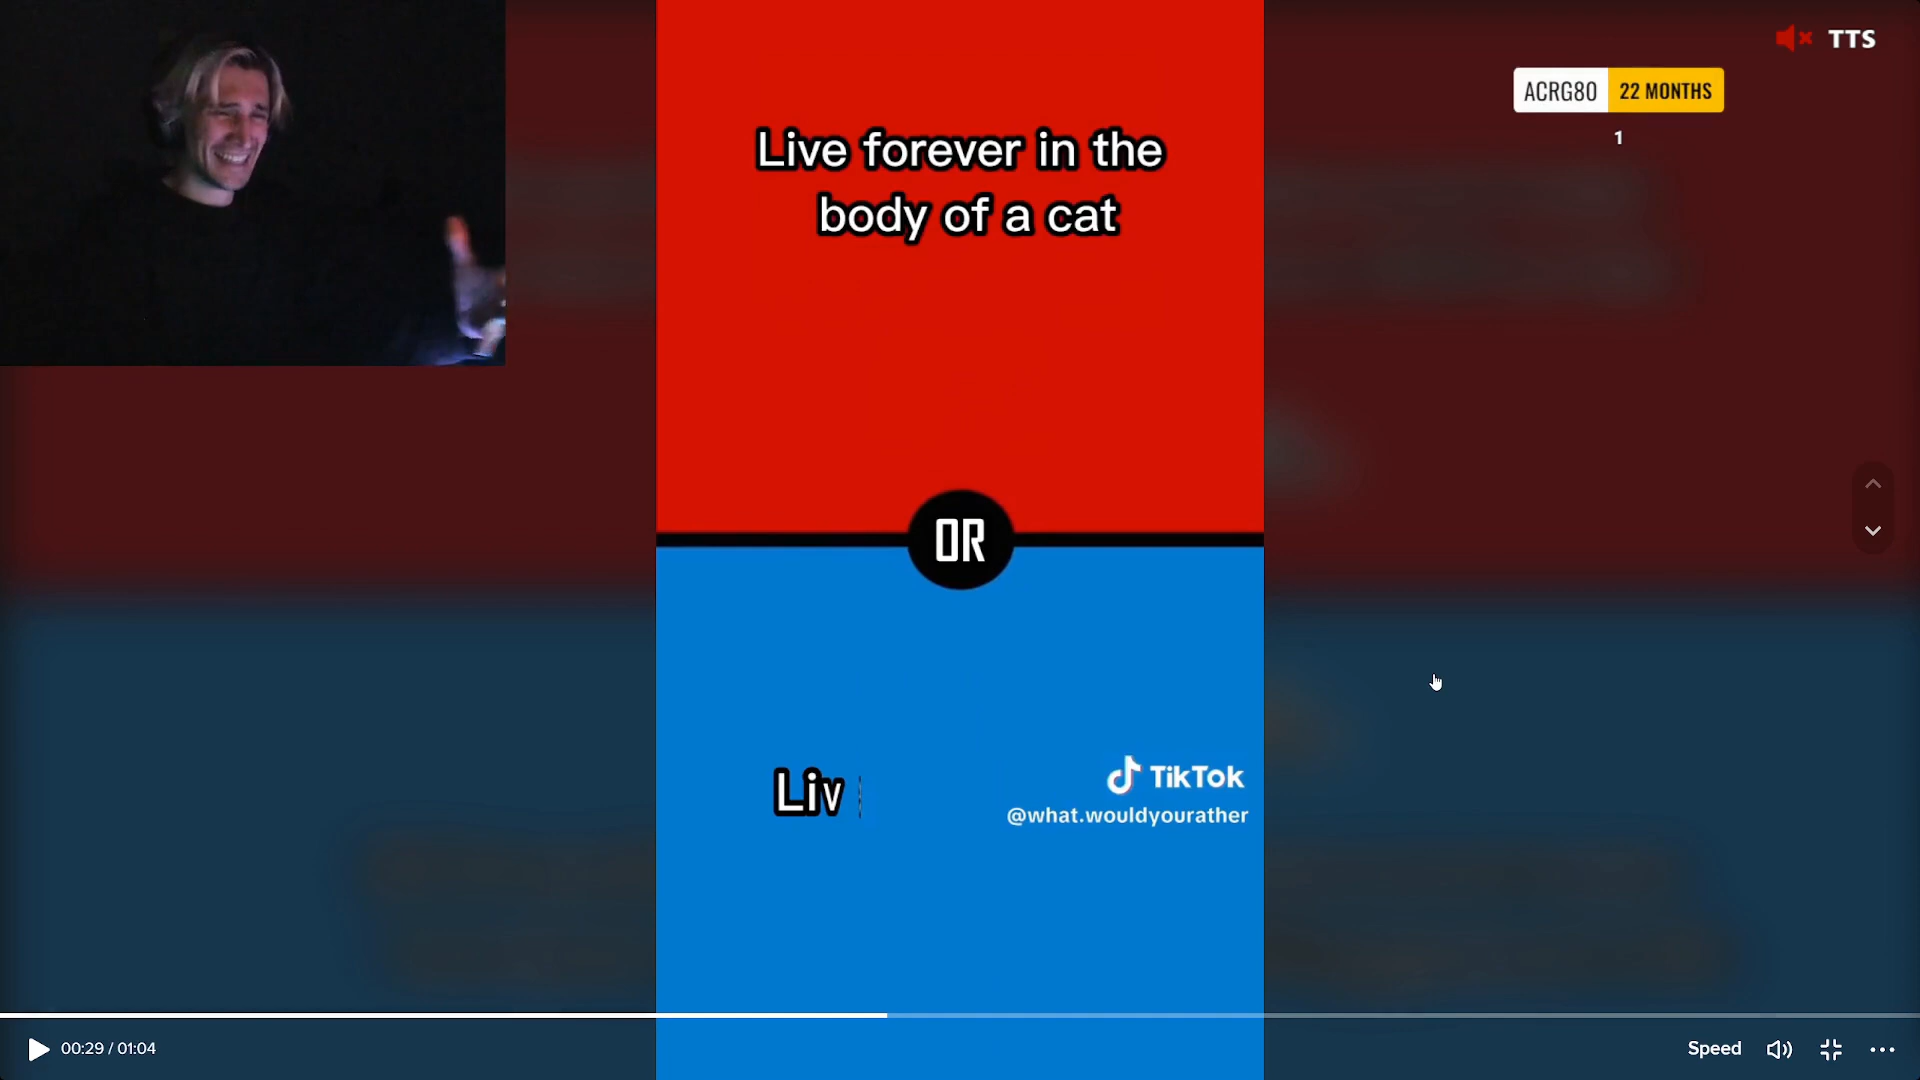 TTS
ACRG80 22 MONTHS
1
Live forever in the
body of a cat
OR
Liv
TikTok
@what.wouldyourather
00:29 / 01:04
Speed